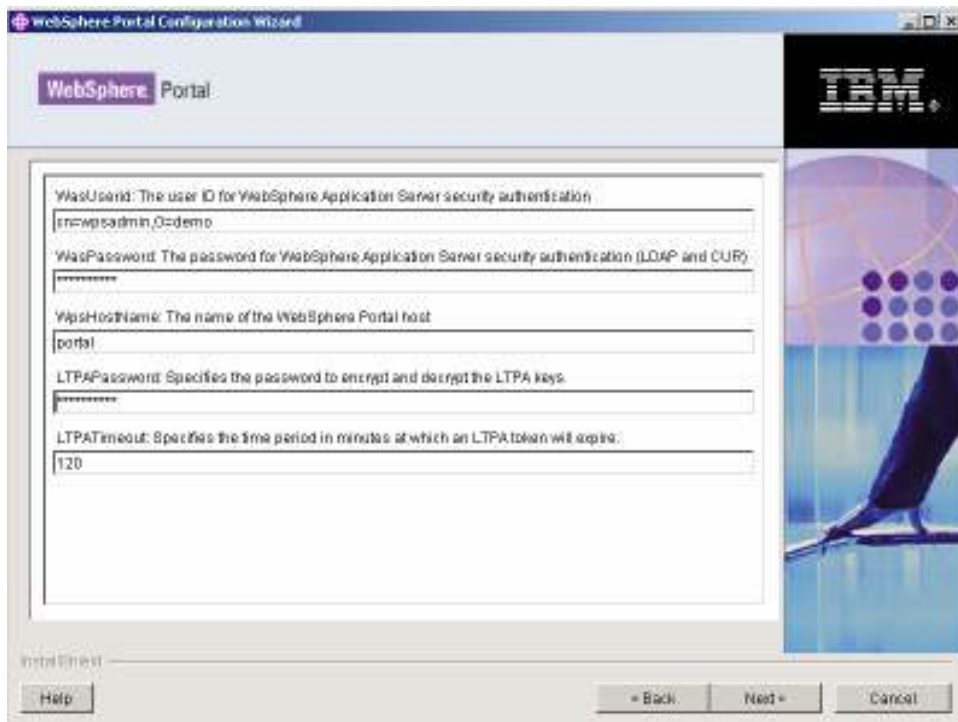 WebSphere Portal Configuration Wizard
WebSphere Portal
IBM®
WasUserid: The user ID for WebSphere Application Server security authentication
cn=wpsadmin,O=demo
WasPassword: The password for WebSphere Application Server security authentication (LDAP and CUR)
**********
WpsHostName: The name of the WebSphere Portal host
portal
LTPAPassword: Specifies the password to encrypt and decrypt the LTPA keys.
**********
LTPATimeout: Specifies the time period in minutes at which an LTPA token will expire.
120
InstallShield
Help
< Back
Next >
Cancel